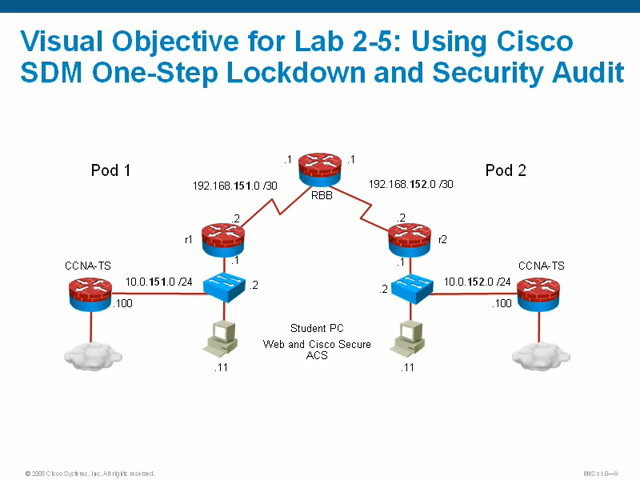 Visual Objective for Lab 2-5: Using Cisco
SDM One-Step Lockdown and Security Audit
Pod 1
Pod 2
.1
.1
192.168.151.0 /30
192.168.152.0 /30
RBB
.2
.2
r1
r2
.1
.1
CCNA-TS
CCNA-TS
10.0.151.0 /24
.2
.2
10.0.152.0 /24
.100
.100
Student PC
Web and Cisco Secure
ACS
.11
.11
© 2008 Cisco Systems, Inc. All rights reserved.
IINS v1.0—9